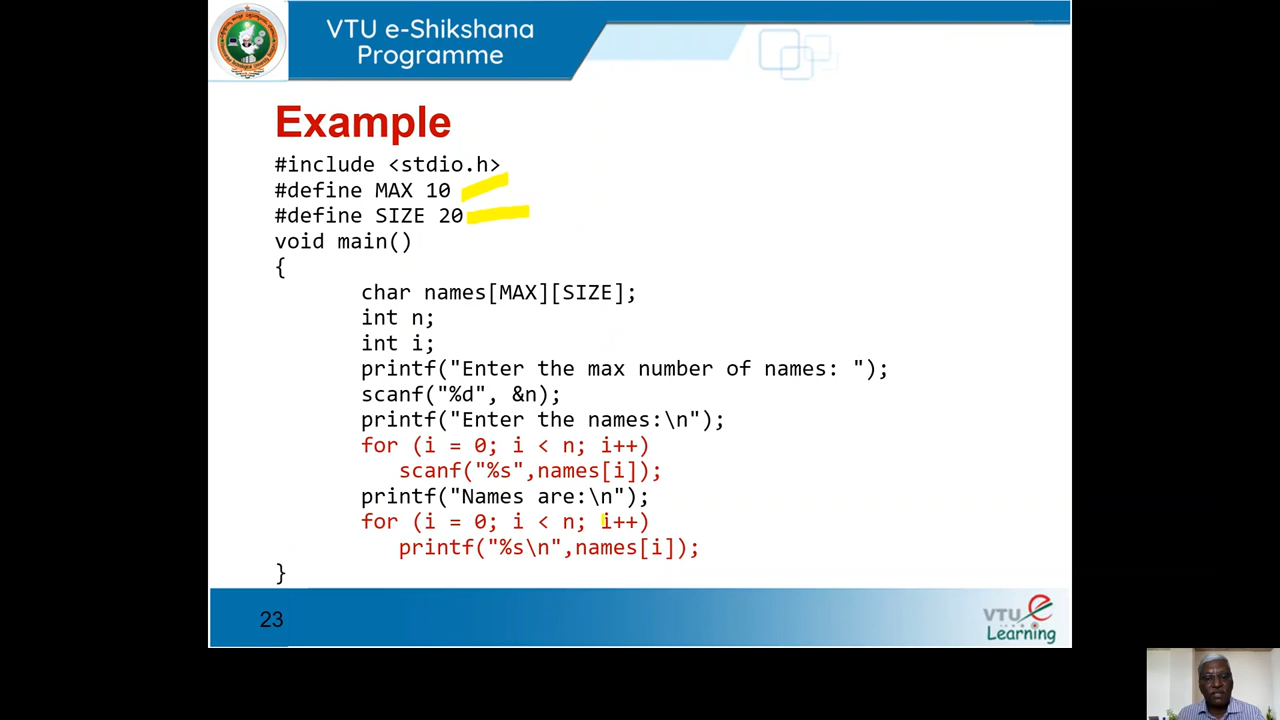 VTU e-Shikshana
Programme
Example
#include <stdio.h>
#define MAX 10
#define SIZE 20
void main()
{
char names[MAX][SIZE];
int n;
int i;
printf("Enter the max number of names: ");
scanf("%d", &n);
printf("Enter the names:\n");
for (i = 0; i < n; i++)
scanf("%s",names[i]);
printf("Names are:\n");
for (i = 0; i < n; i++)
printf("%s\n",names[i]);
}
23
VTU e
Learning